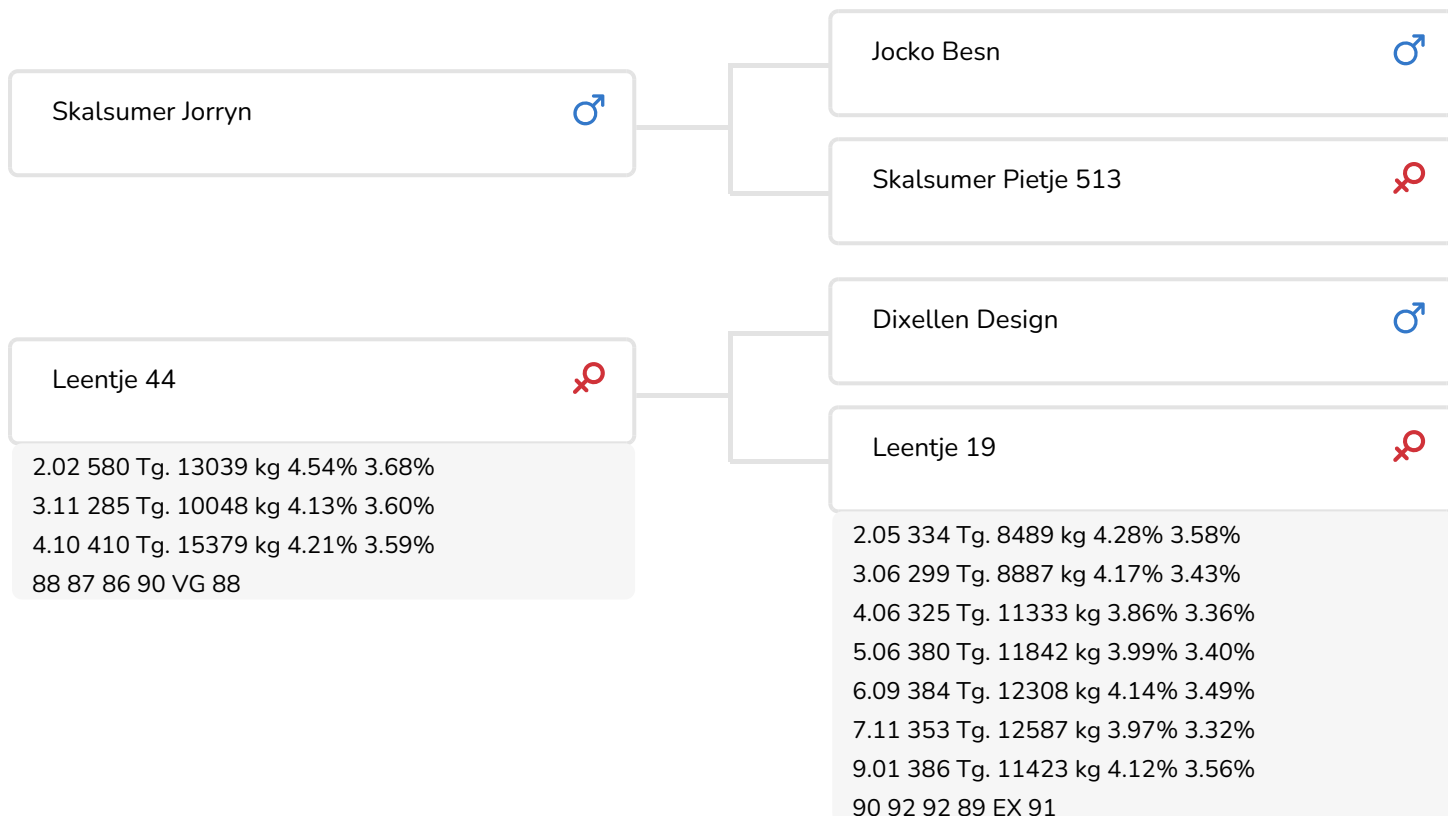 Skalsumer Jorryn
Jocko Besn
Skalsumer Pietje 513
Leentje 44
2.02 580 Tg. 13039 kg 4.54% 3.68%
3.11 285 Tg. 10048 kg 4.13% 3.60%
4.10 410 Tg. 15379 kg 4.21% 3.59%
88 87 86 90 VG 88
Dixellen Design
Leentje 19
2.05 334 Tg. 8489 kg 4.28% 3.58%
3.06 299 Tg. 8887 kg 4.17% 3.43%
4.06 325 Tg. 11333 kg 3.86% 3.36%
5.06 380 Tg. 11842 kg 3.99% 3.40%
6.09 384 Tg. 12308 kg 4.14% 3.49%
7.11 353 Tg. 12587 kg 3.97% 3.32%
9.01 386 Tg. 11423 kg 4.12% 3.56%
90 92 92 89 EX 91